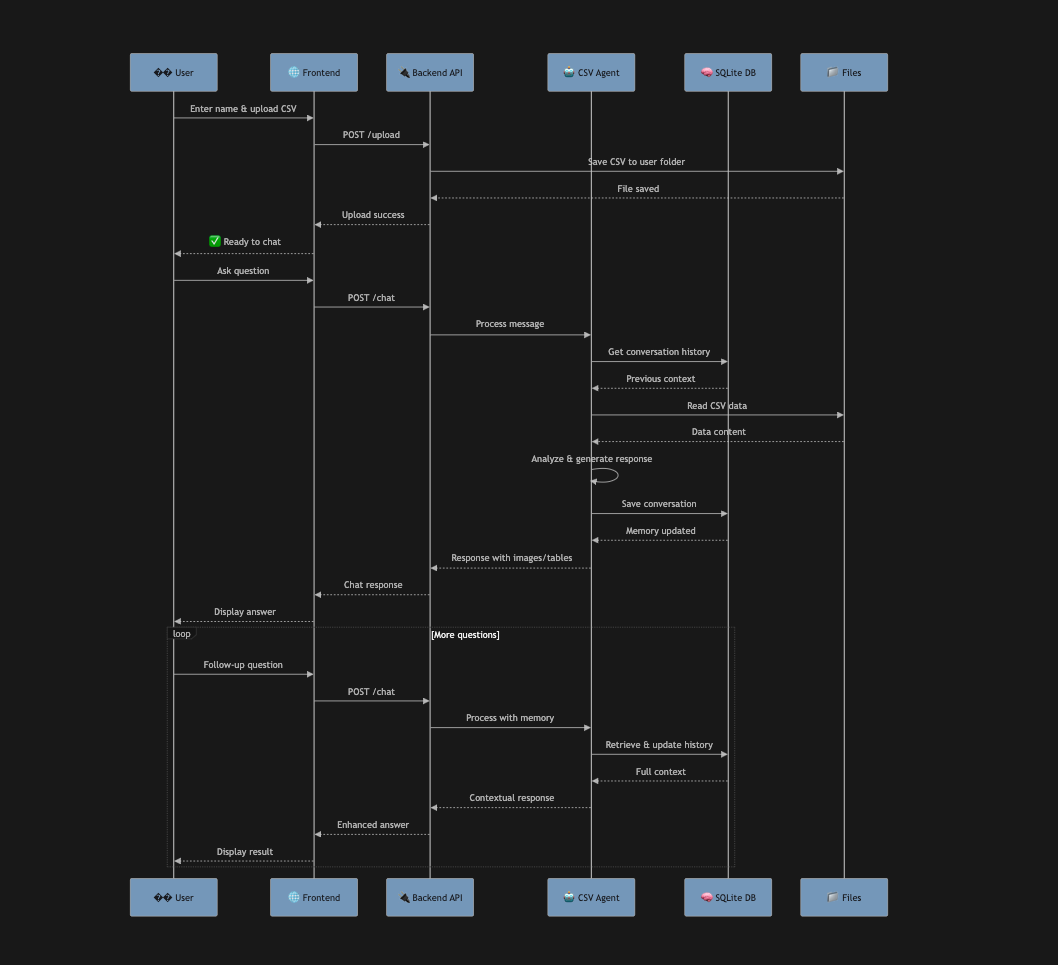 �� User
🌐 Frontend
🔌 Backend API
🤖 CSV Agent
🧠 SQLite DB
📁 Files
Enter name & upload CSV
POST /upload
Save CSV to user folder
File saved
Upload success
✅ Ready to chat
Ask question
POST /chat
Process message
Get conversation history
Previous context
Read CSV data
Data content
Analyze & generate response
Save conversation
Memory updated
Response with images/tables
Chat response
Display answer
loop
[More questions]
Follow-up question
POST /chat
Process with memory
Retrieve & update history
Full context
Contextual response
Enhanced answer
Display result
�� User
🌐 Frontend
🔌 Backend API
🤖 CSV Agent
🧠 SQLite DB
📁 Files